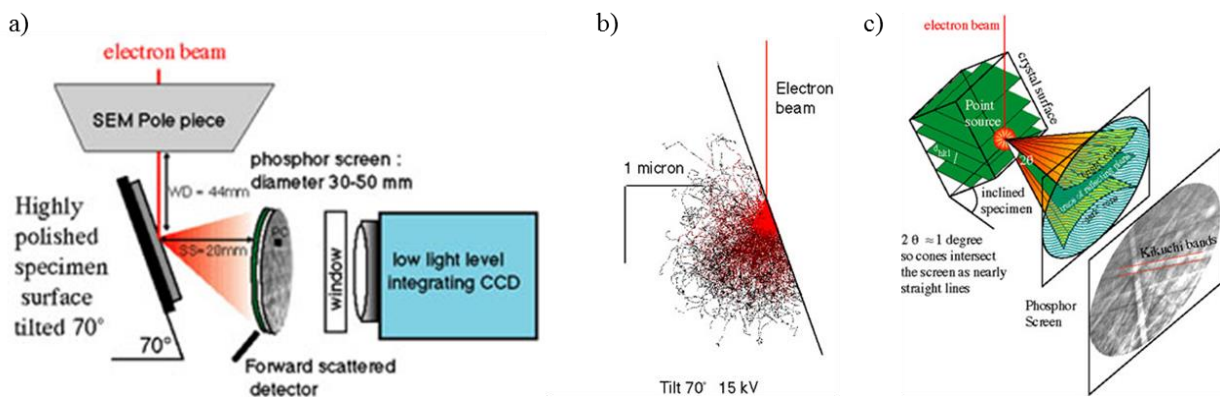 a)
electron beam
SEM Pole piece
WD = 44mm
phosphor screen :
diameter 30-50 mm
Highly
polished
specimen
surface
tilted 70°
SS=20mm
PC
window
low light level
integrating CCD
70°
Forward scattered
detector
b)
Electron
beam
1 micron
Tilt 70° 15 kV
c)
electron beam
crystal surface
Point
source
2θ
inclined
specimen
2 θ ≈ 1 degree
so cones intersect
the screen as nearly
straight lines
Phosphor
Screen
Kikuchi bands